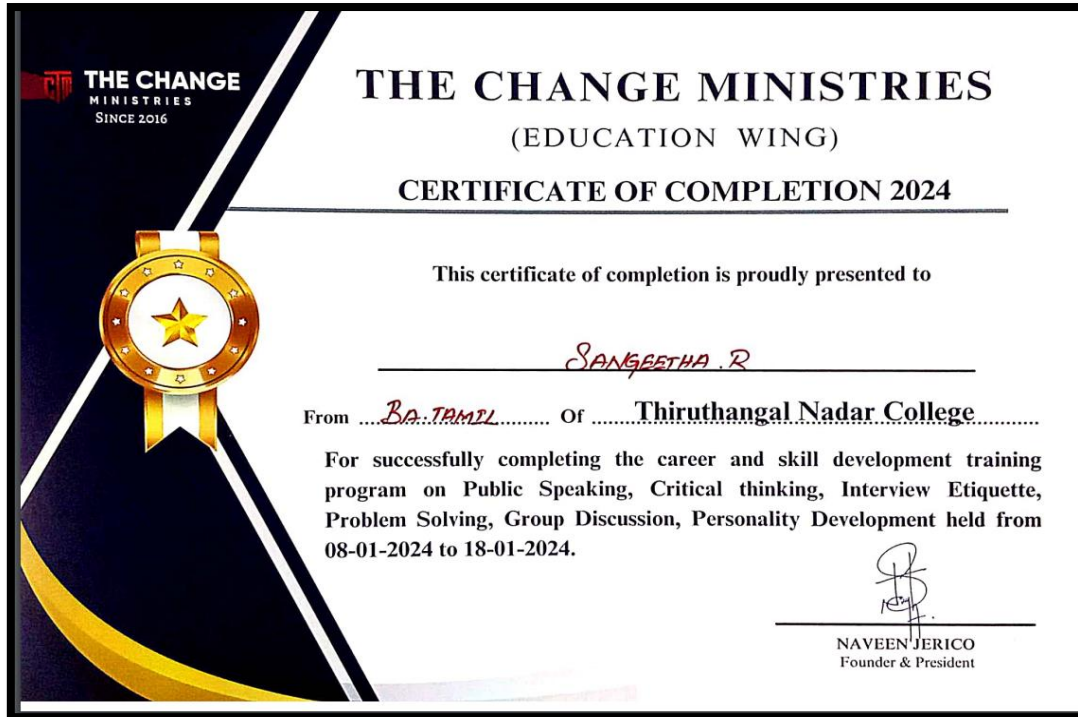 CTM
THE CHANGE
MINISTRIES
SINCE 2016
THE CHANGE MINISTRIES
(EDUCATION WING)
CERTIFICATE OF COMPLETION 2024
This certificate of completion is proudly presented to
SANGEETHA . R
From ....BA.TAMIL.......... Of ......Thiruthangal Nadar College..........
For successfully completing the career and skill development training
program on Public Speaking, Critical thinking, Interview Etiquette,
Problem Solving, Group Discussion, Personality Development held from
08-01-2024 to 18-01-2024.
NAVEEN JERICO
Founder & President